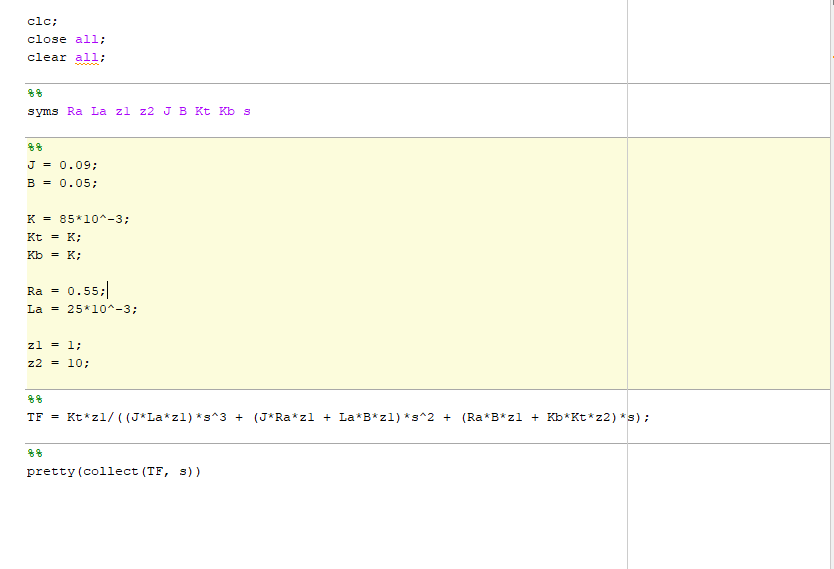 clc;
close all;
clear all;
%%
syms Ra La z1 z2 J B Kt Kb s
%%
J = 0.09;
B = 0.05;
K = 85*10^-3;
Kt = K;
Kb = K;
Ra = 0.55;
La = 25*10^-3;
z1 = 1;
z2 = 10;
%%
TF = Kt*z1/((J*La*z1)*s^3 + (J*Ra*z1 + La*B*z1)*s^2 + (Ra*B*z1 + Kb*Kt*z2)*s);
%%
pretty(collect(TF, s))